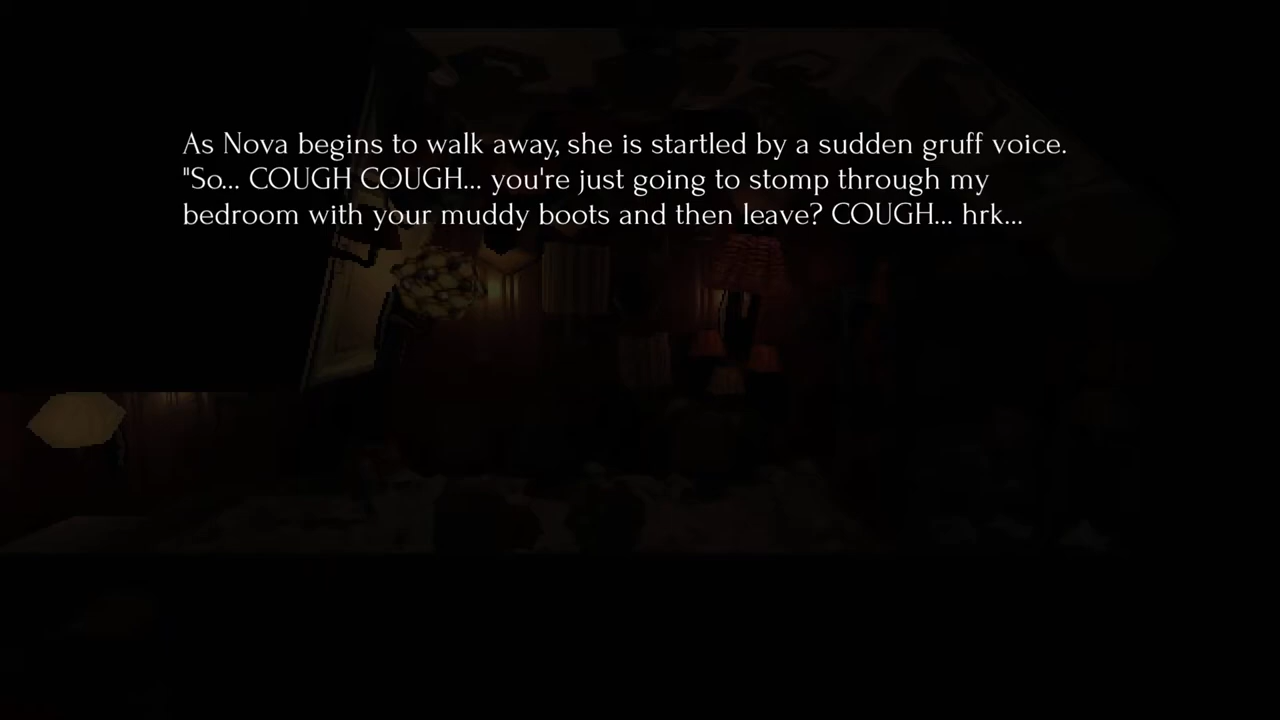 As Nova begins to walk away, she is startled by a sudden gruff voice.
"So... COUGH COUGH... you're just going to stomp through my
bedroom with your muddy boots and then leave? COUGH... hrk...